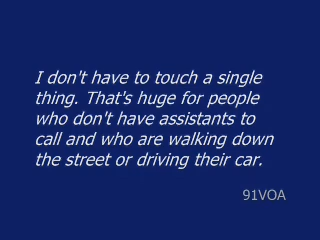 I don't have to touch a single
thing. That's huge for people
who don't have assistants to
call and who are walking down
the street or driving their car.
91VOA